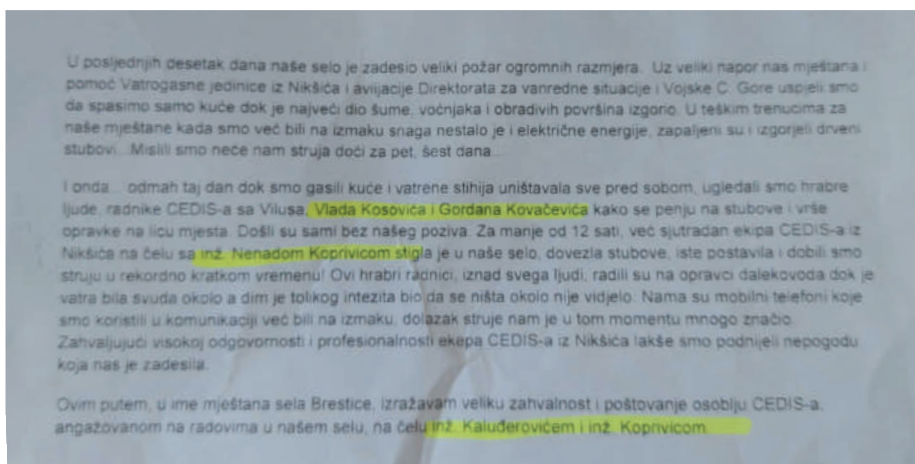 U posljednjih desetak dana naše selo je zadesio veliki požar ogromnih razmjera. Uz veliki napor nas mještana i
pomoć Vatrogasne jedinice iz Nikšića i avijacije Direktorata za vanredne situacije i Vojske C. Gore uspjeli smo
da spasimo samo kuće dok je najveći dio šume, voćnjaka i obradivih površina izgorio. U teškim trenucima za
naše mještane kada smo već bili na izmaku snaga nestalo je i električne energije, zapaljeni su i izgorjeli drveni
stubovi... Mislili smo neće nam struja doći za pet, šest dana...
I onda... odmah taj dan dok smo gasili kuće i vatrene stihija uništavala sve pred sobom, ugledali smo hrabre
ljude, radnike CEDIS-a sa Vilusa, Vlada Kosovića i Gordana Kovačevića kako se penju na stubove i vrše
opravke na licu mjesta. Došli su sami bez našeg poziva. Za manje od 12 sati, već sjutradan ekipa CEDIS-a iz
Nikšića na čelu sa inž. Nenadom Koprivicom stigla je u naše selo, dovezla stubove, iste postavila i dobili smo
struju u rekordno kratkom vremenu! Ovi hrabri radnici, iznad svega ljudi, radili su na opravci dalekovoda dok je
vatra bila svuda okolo a dim je tolikog intezita bio da se ništa okolo nije vidjelo. Nama su mobilni telefoni koje
smo koristili u komunikaciji već bili na izmaku, dolazak struje nam je u tom momentu mnogo značio.
Zahvaljujući visokoj odgovornosti i profesionalnosti ekepa CEDIS-a iz Nikšića lakše smo podnijeli nepogodu
koja nas je zadesila.
Ovim putem, u ime mještana sela Brestice, izražavam veliku zahvalnost i poštovanje osoblju CEDIS-a,
angažovanom na radovima u našem selu, na čelu inž. Kaluđerovićem i inž. Koprivicom.